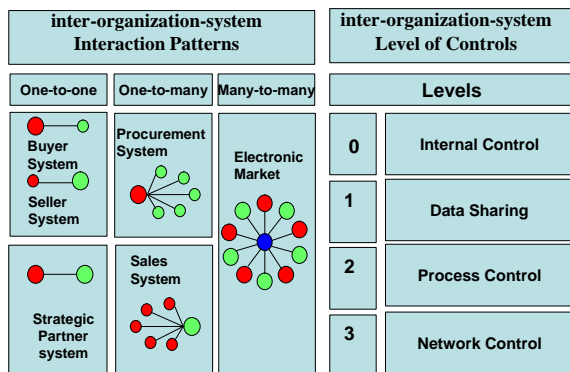 inter-organization-system
Interaction Patterns
One-to-one
One-to-many
Many-to-many
Buyer
System
Seller
System
Strategic
Partner
system
Procurement
System
Sales
System
Electronic
Market
inter-organization-system
Level of Controls
Levels
0
Internal Control
1
Data Sharing
2
Process Control
3
Network Control